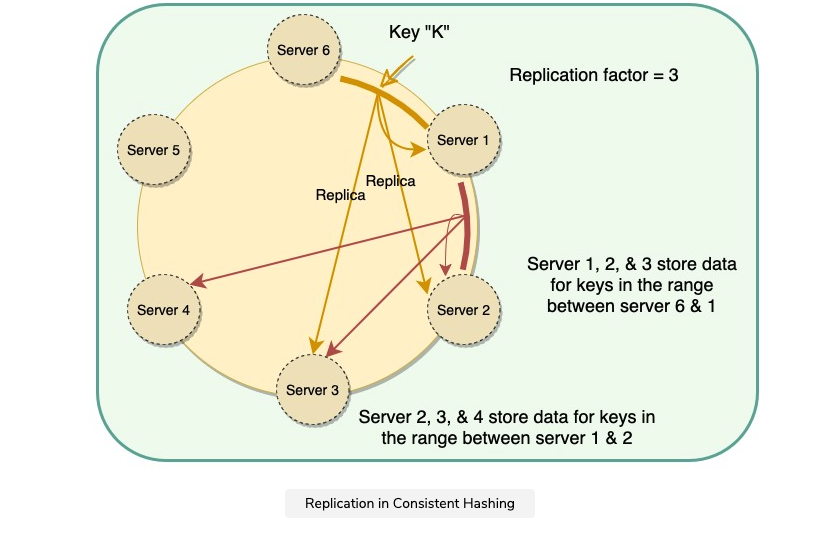 Server 6
Key "K"
Replication factor = 3
Server 1
Server 5
Replica
Replica
Server 1, 2, & 3 store data
for keys in the range
between server 6 & 1
Server 4
Server 2
Server 3
Server 2, 3, & 4 store data for keys in
the range between server 1 & 2
Replication in Consistent Hashing